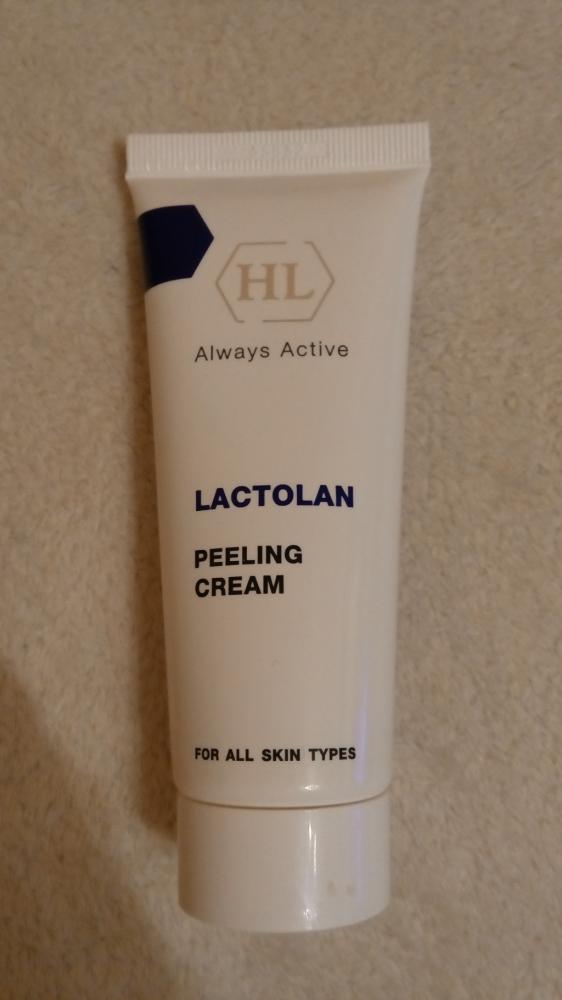 HL
Always Active
LACTOLAN
PEELING
CREAM
FOR ALL SKIN TYPES